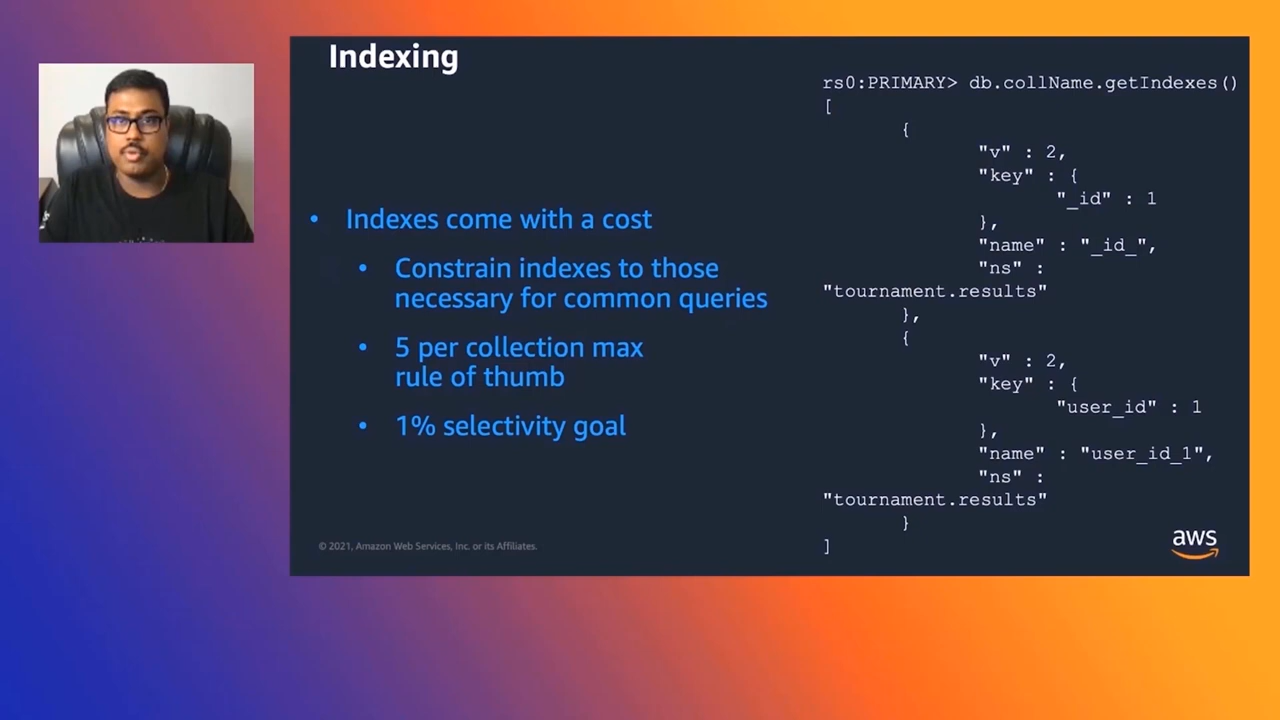 Indexing
• Indexes come with a cost
• Constrain indexes to those
necessary for common queries
• 5 per collection max
rule of thumb
• 1% selectivity goal
rs0:PRIMARY> db.collName.getIndexes()
[
{
"v" : 2,
"key" : {
"_id" : 1
},
"name" : "_id_",
"ns" :
"tournament.results"
},
{
"v" : 2,
"key" : {
"user_id" : 1
},
"name" : "user_id_1",
"ns" :
"tournament.results"
}
]
© 2021, Amazon Web Services, Inc. or its Affiliates.
aws